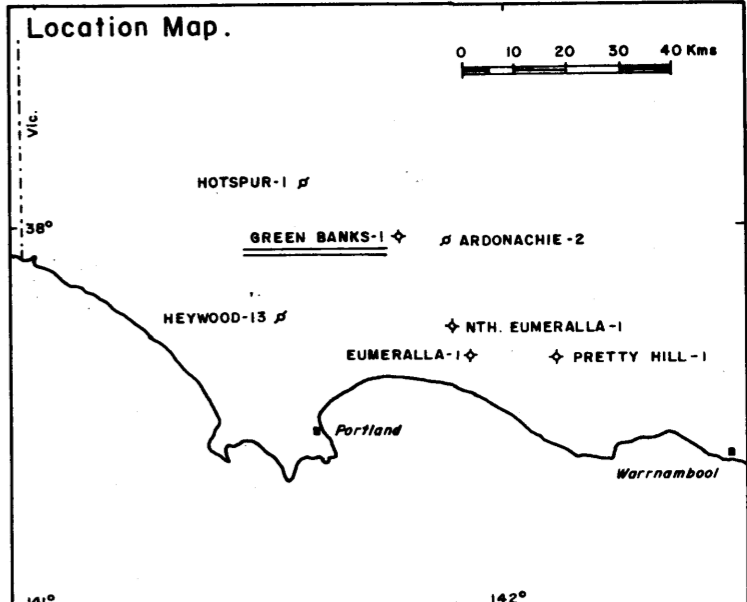 Location Map.
0 10 20 30 40 Kms
Vic.
HOTSPUR-1
38°
GREEN BANKS-1
ARDONACHIE-2
HEYWOOD-13
NTH. EUMERALLA-1
EUMERALLA-1
PRETTY HILL-1
Portland
Warrnambool
141°
142°